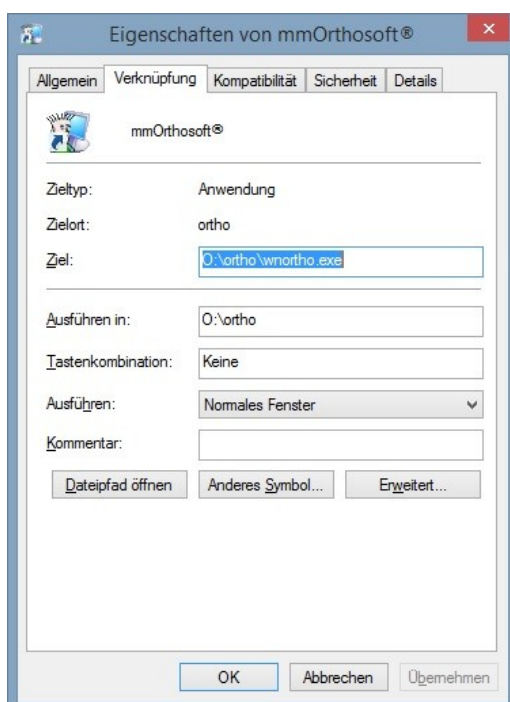 Eigenschaften von mmOrthosoft®
Allgemein Verknüpfung Kompatibilität Sicherheit Details
mmOrthosoft®
Zieltyp: Anwendung
Zielort: ortho
Ziel: O:\ortho\wnortho.exe
Ausführen in: O:\ortho
Tastenkombination: Keine
Ausführen: Normales Fenster
Kommentar:
Dateipfad öffnen Anderes Symbol... Erweitert...
OK Abbrechen Übernehmen